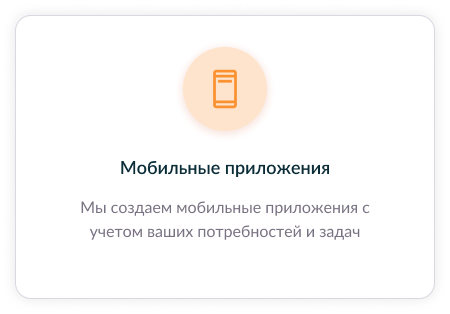 Мобильные приложения
Мы создаем мобильные приложения с
учетом ваших потребностей и задач